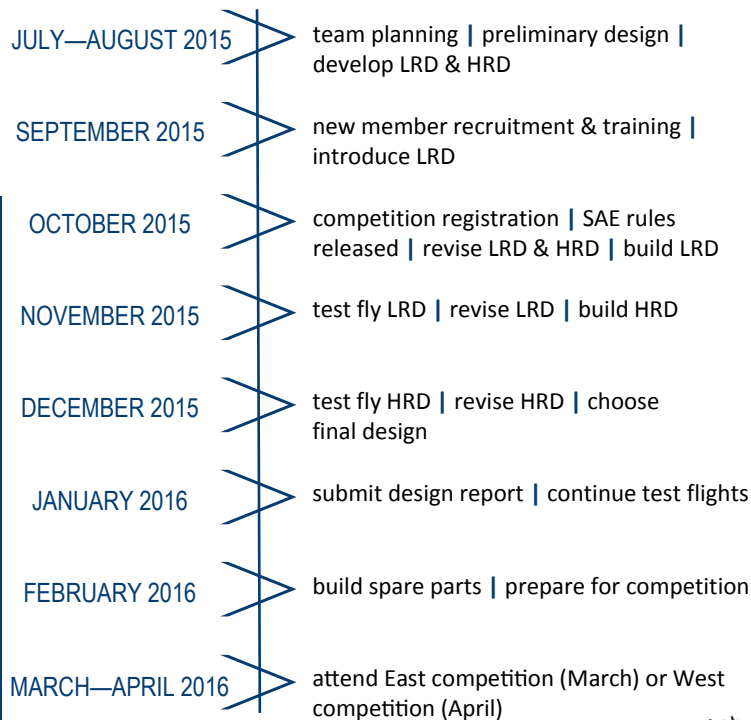 JULY—AUGUST 2015
team planning | preliminary design |
develop LRD & HRD
SEPTEMBER 2015
new member recruitment & training |
introduce LRD
OCTOBER 2015
competition registration | SAE rules
released | revise LRD & HRD | build LRD
NOVEMBER 2015
test fly LRD | revise LRD | build HRD
DECEMBER 2015
test fly HRD | revise HRD | choose
final design
JANUARY 2016
submit design report | continue test flights
FEBRUARY 2016
build spare parts | prepare for competition
MARCH—APRIL 2016
attend East competition (March) or West
competition (April)